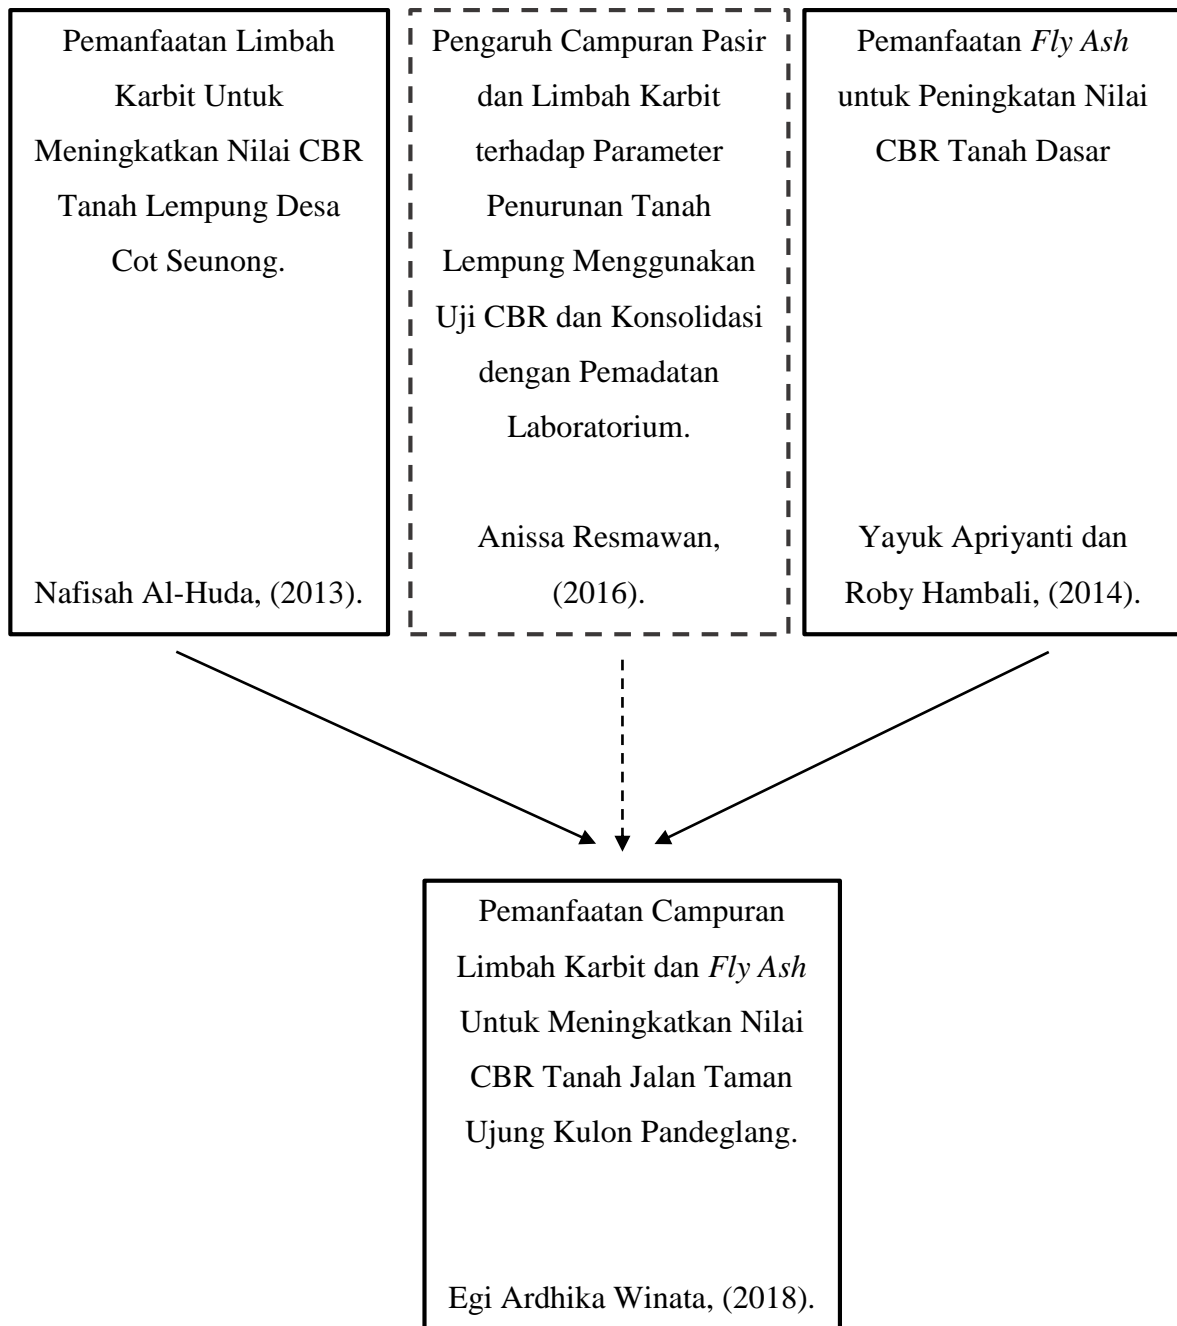 Pemanfaatan Limbah
Karbit Untuk
Meningkatkan Nilai CBR
Tanah Lempung Desa
Cot Seunong.
Nafisah Al-Huda, (2013).
Pengaruh Campuran Pasir
dan Limbah Karbit
terhadap Parameter
Penurunan Tanah
Lempung Menggunakan
Uji CBR dan Konsolidasi
dengan Pemadatan
Laboratorium.
Anissa Resmawan,
(2016).
Pemanfaatan Fly Ash
untuk Peningkatan Nilai
CBR Tanah Dasar
Yayuk Apriyanti dan
Roby Hambali, (2014).
Pemanfaatan Campuran
Limbah Karbit dan Fly Ash
Untuk Meningkatkan Nilai
CBR Tanah Jalan Taman
Ujung Kulon Pandeglang.
Egi Ardhika Winata, (2018).